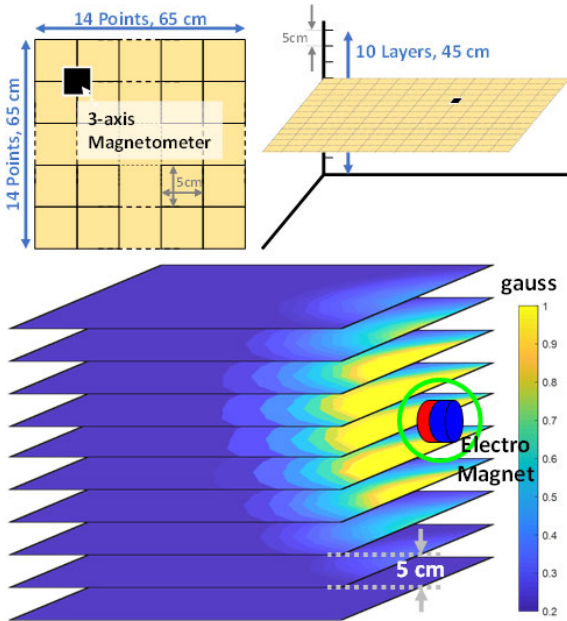 14 Points, 65 cm
14 Points, 65 cm
3-axis
Magnetometer
5cm
5cm
10 Layers, 45 cm
gauss
1
0.9
0.8
0.7
0.6
0.5
0.4
0.3
0.2
Electro
Magnet
5 cm